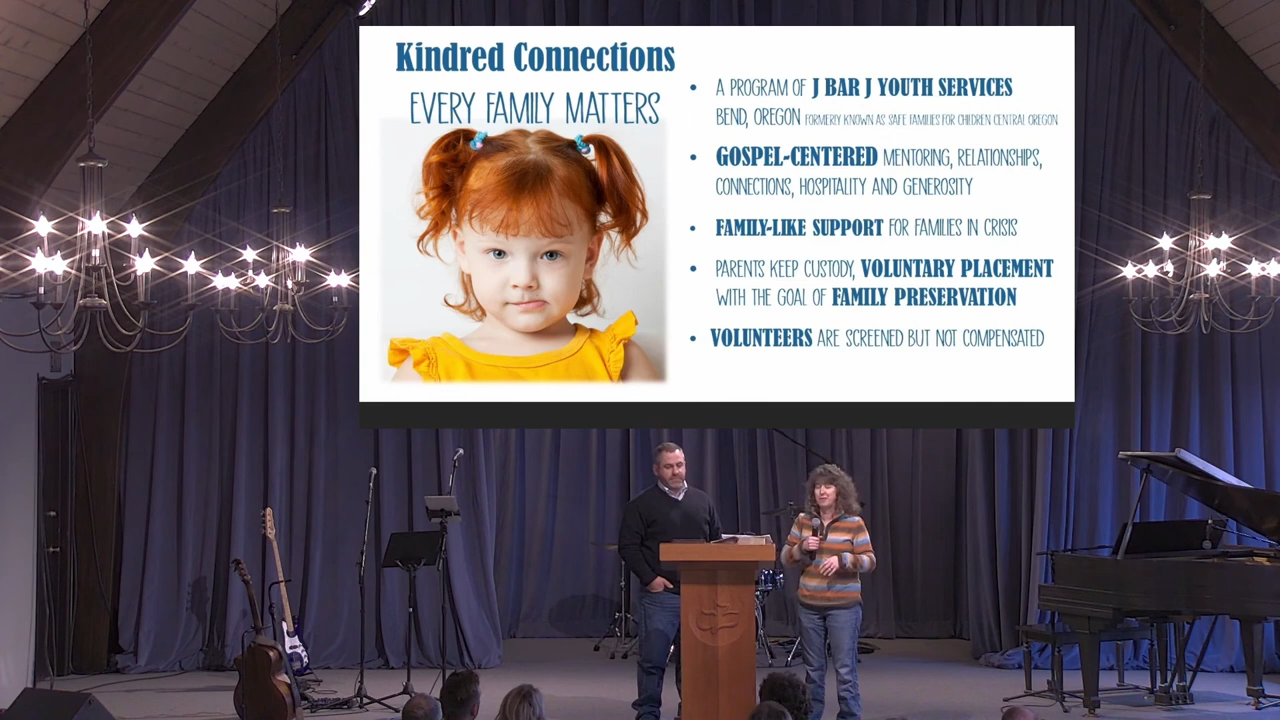 Kindred Connections
EVERY FAMILY MATTERS
• A PROGRAM OF J BAR J YOUTH SERVICES
BEND, OREGON FORMERLY KNOWN AS SAFE FAMILIES FOR CHILDREN CENTRAL OREGON
• GOSPEL-CENTERED MENTORING, RELATIONSHIPS,
CONNECTIONS, HOSPITALITY AND GENEROSITY
• FAMILY-LIKE SUPPORT FOR FAMILIES IN CRISIS
• PARENTS KEEP CUSTODY, VOLUNTARY PLACEMENT
WITH THE GOAL OF FAMILY PRESERVATION
• VOLUNTEERS ARE SCREENED BUT NOT COMPENSATED